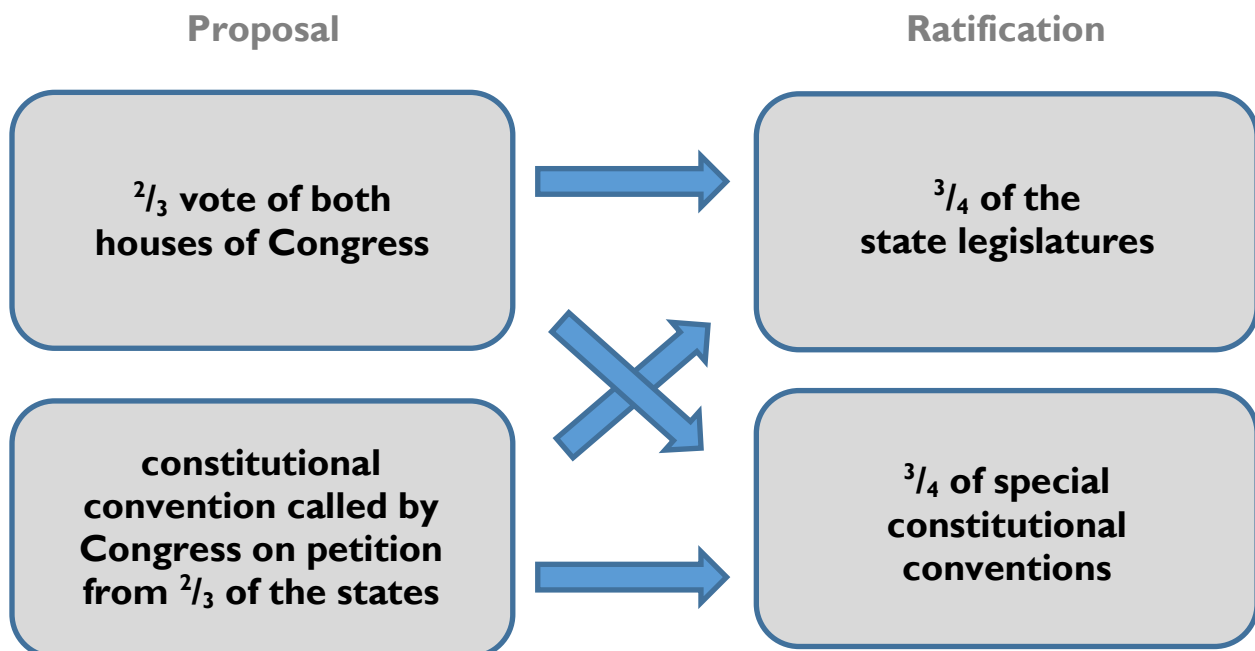 Proposal
Ratification
2/3 vote of both
houses of Congress
3/4 of the
state legislatures
constitutional
convention called by
Congress on petition
from 2/3 of the states
3/4 of special
constitutional
conventions